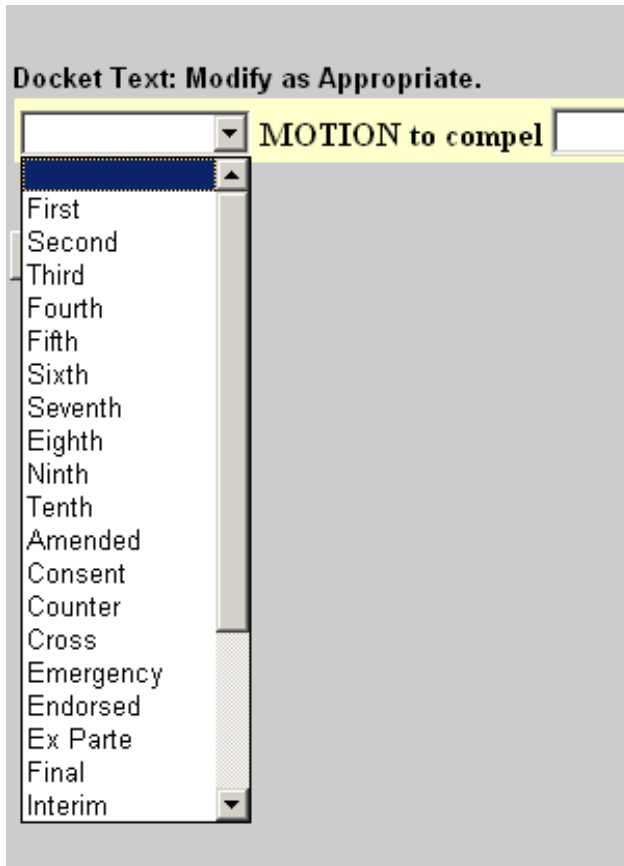 Docket Text: Modify as Appropriate.
MOTION to compel
First
Second
Third
Fourth
Fifth
Sixth
Seventh
Eighth
Ninth
Tenth
Amended
Consent
Counter
Cross
Emergency
Endorsed
Ex Parte
Final
Interim